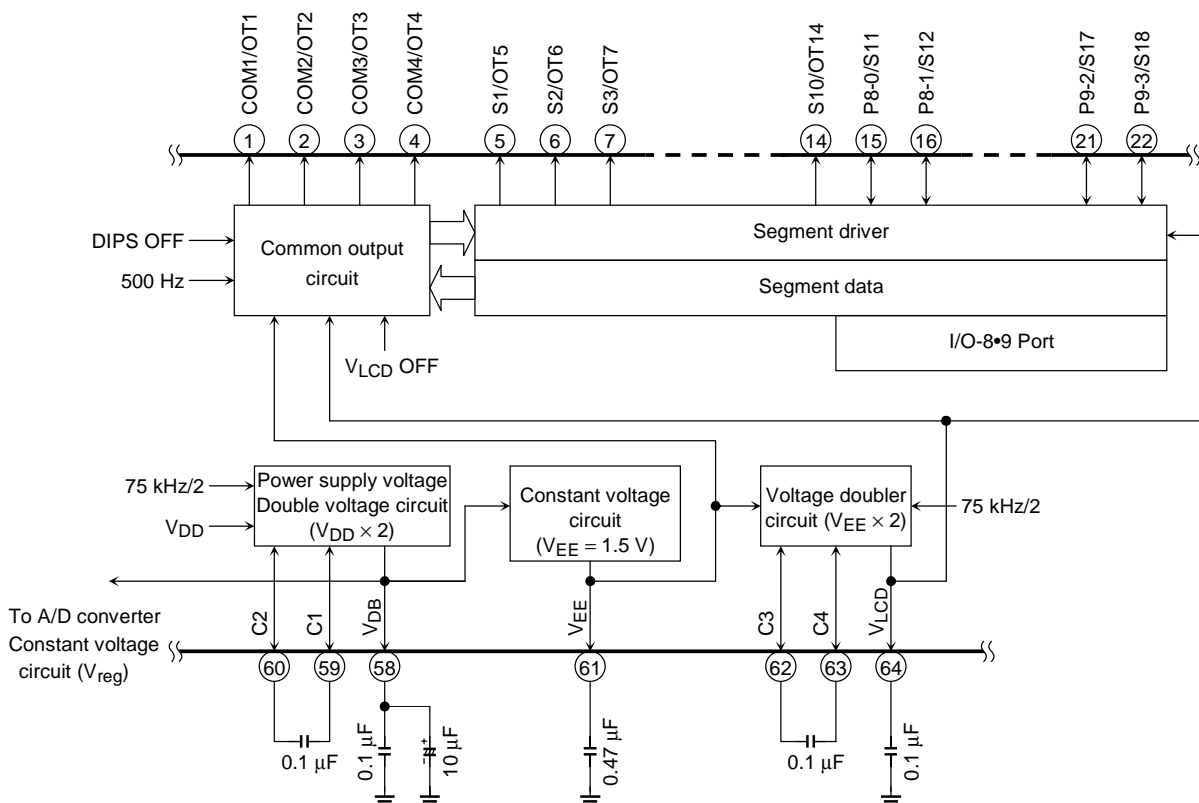 COM1/OT1
COM2/OT2
COM3/OT3
COM4/OT4
S1/OT5
S2/OT6
S3/OT7
S10/OT14
P8-0/S11
P8-1/S12
P9-2/S17
P9-3/S18
1
2
3
4
5
6
7
14
15
16
21
22
DIPS OFF
500 Hz
Common output
circuit
Segment driver
Segment data
I/O-8•9 Port
VLCD OFF
75 kHz/2
VDD
Power supply voltage
Double voltage circuit
(VDD × 2)
Constant voltage
circuit
(VEE = 1.5 V)
Voltage doubler
circuit (VEE × 2)
75 kHz/2
To A/D converter
Constant voltage
circuit (Vreg)
C2
C1
VDB
VEE
C3
C4
VLCD
60
59
58
61
62
63
64
0.1 μF
0.1 μF
+
-
10 μF
0.47 μF
0.1 μF
0.1 μF